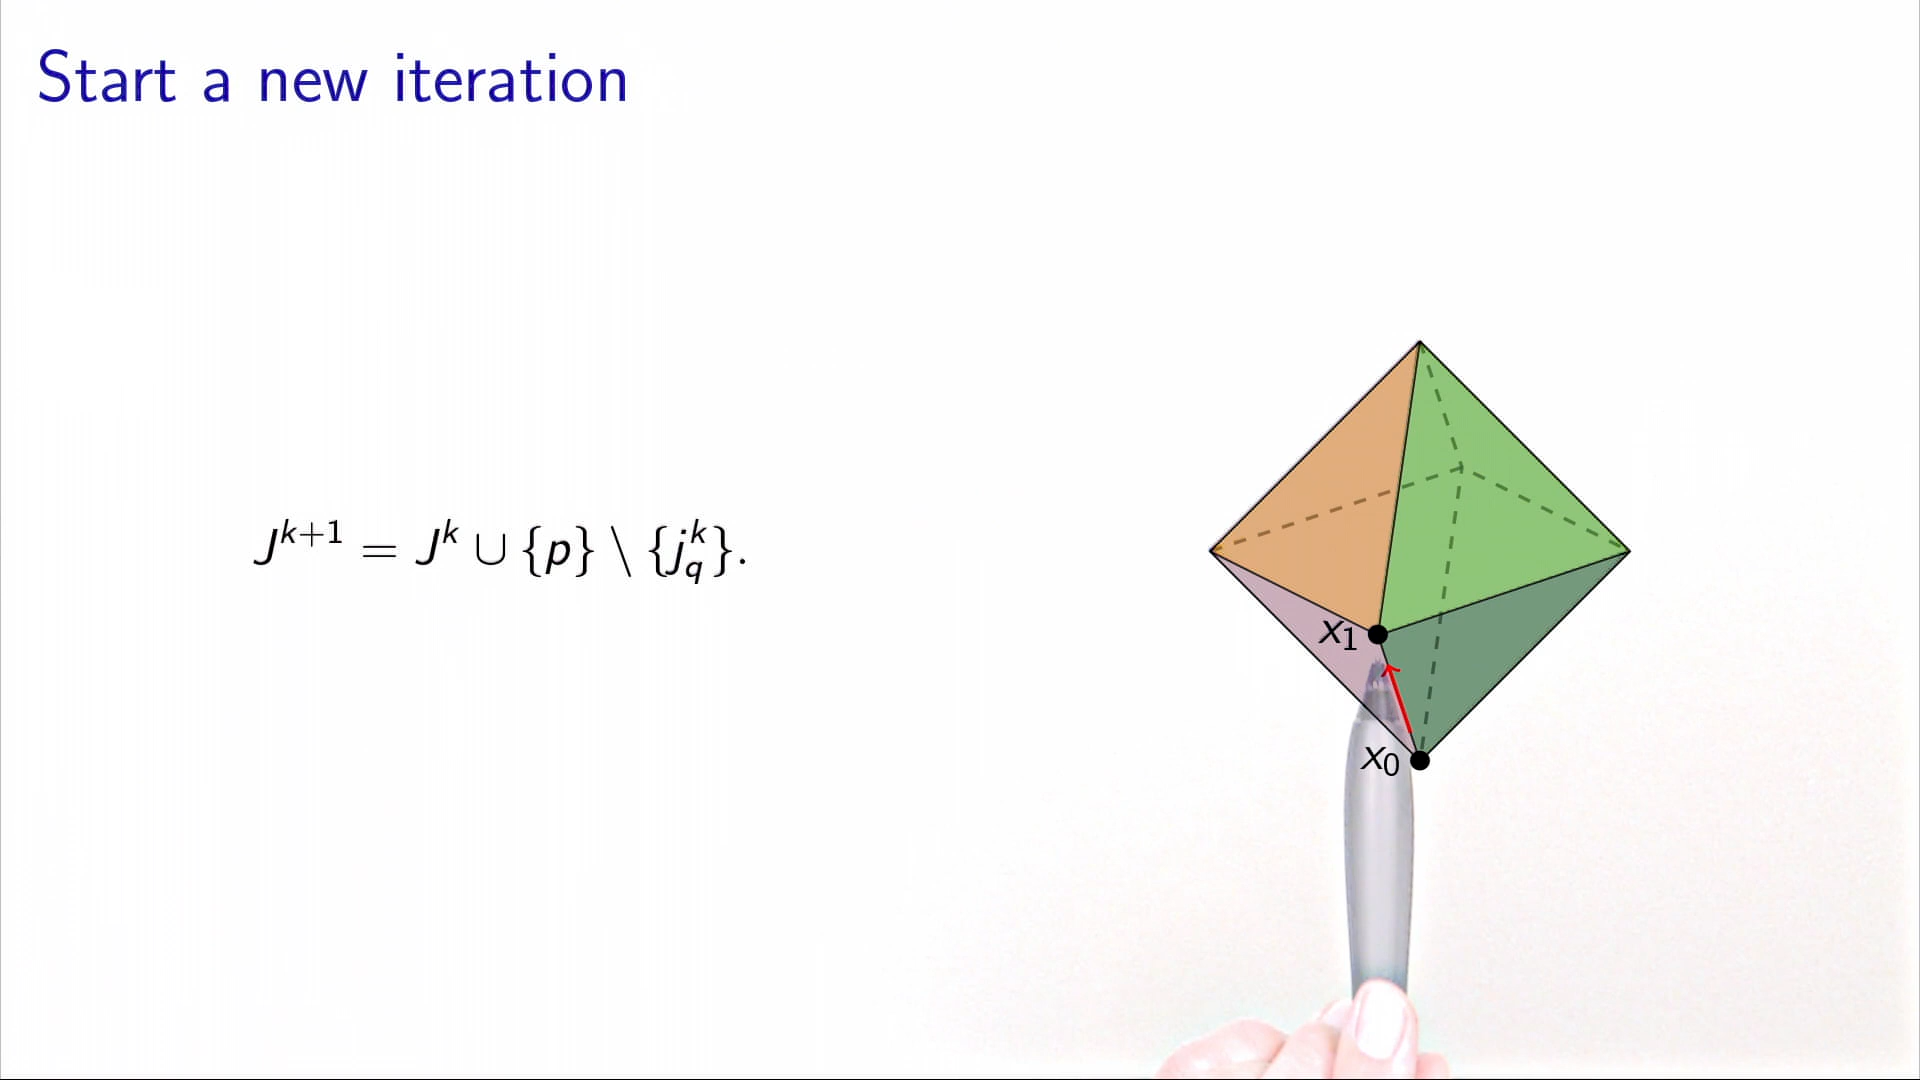 Start a new iteration
J^{k+1} = J^k ∪ {p} \ {j_q^k}.
x_1
x_0